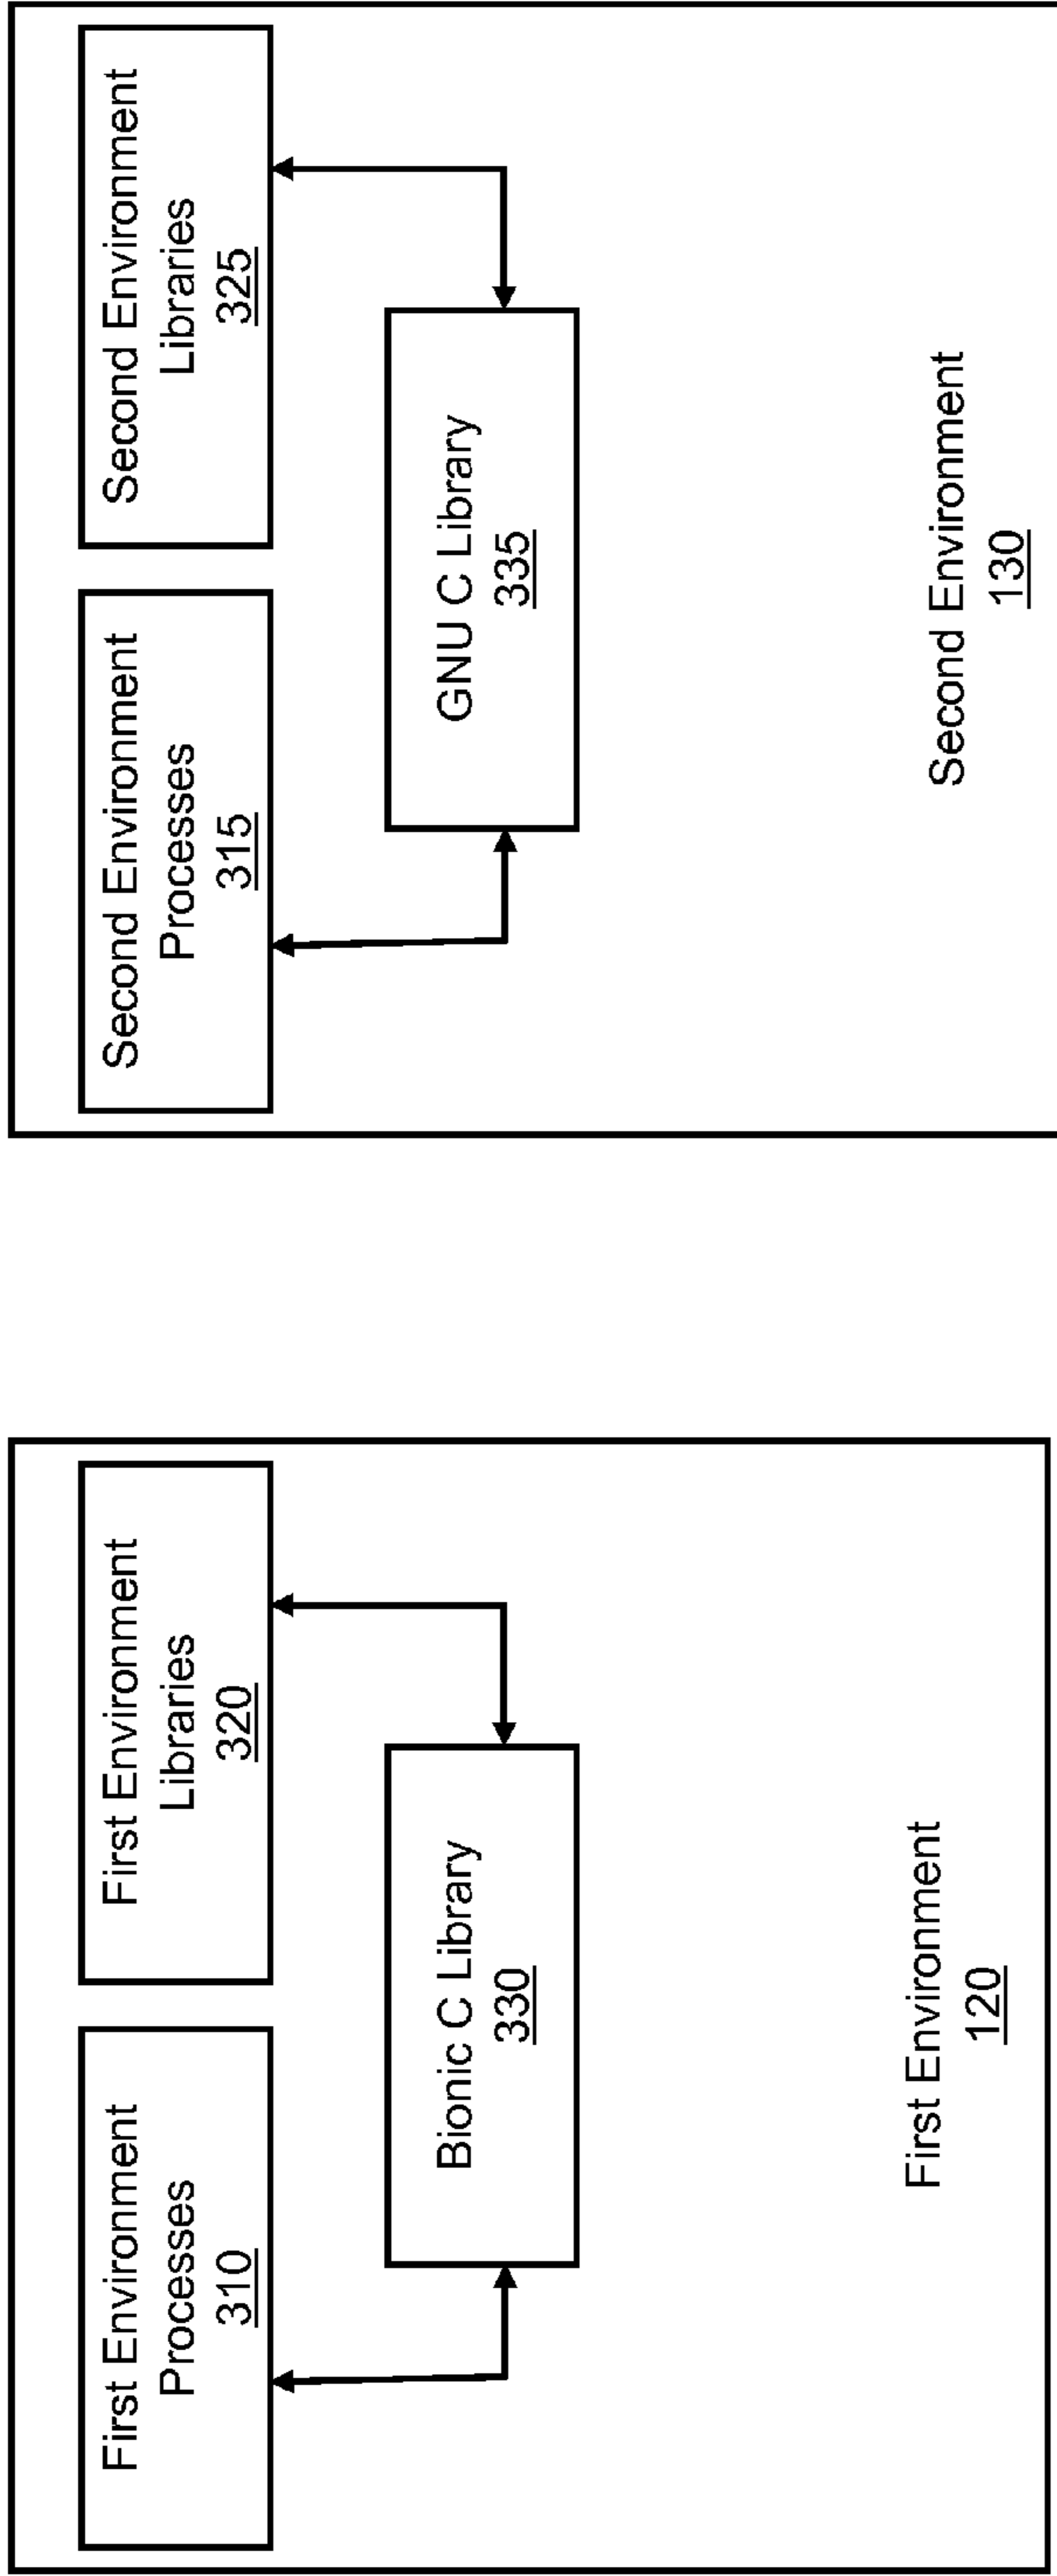 First Environment
Processes
310
First Environment
Libraries
320
Bionic C Library
330
First Environment
120
Second Environment
Processes
315
Second Environment
Libraries
325
GNU C Library
335
Second Environment
130